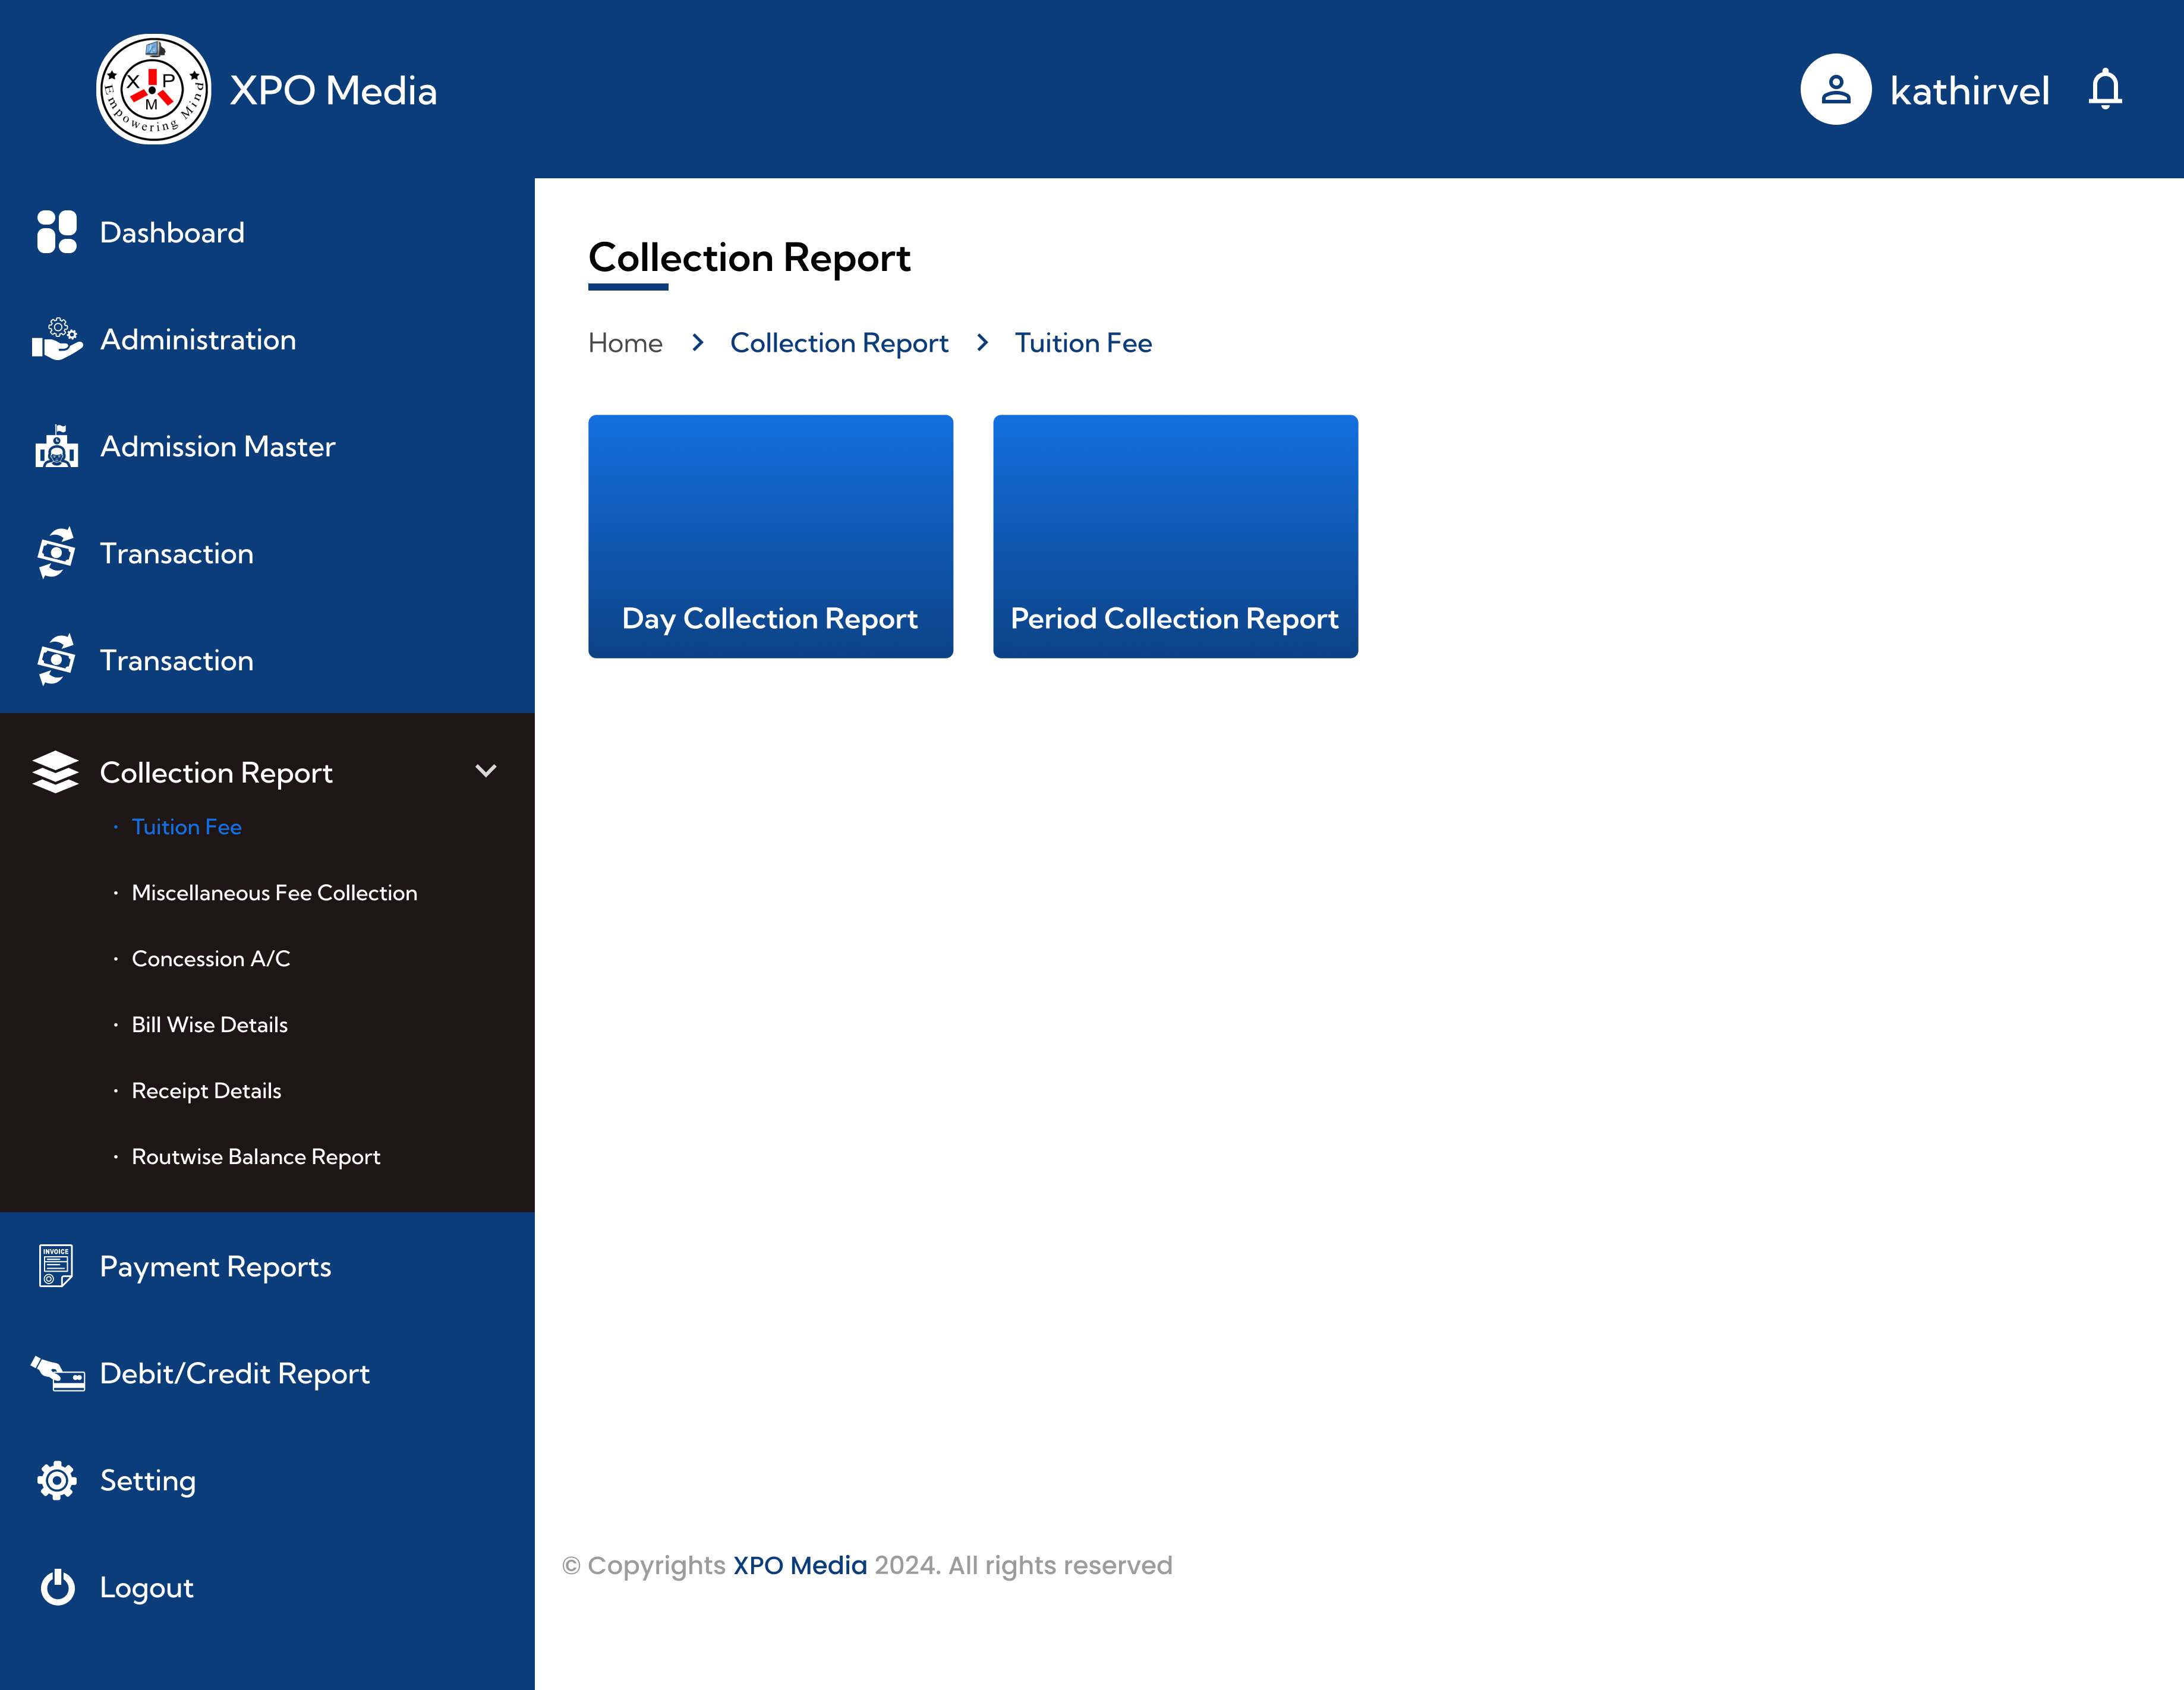 X P M
Empowering Mind
XPO Media
kathirvel
Dashboard
Administration
Admission Master
Transaction
Transaction
Collection Report
· Tuition Fee
· Miscellaneous Fee Collection
· Concession A/C
· Bill Wise Details
· Receipt Details
· Routwise Balance Report
INVOICE
Payment Reports
Debit/Credit Report
Setting
Logout
Collection Report
Home > Collection Report > Tuition Fee
Day Collection Report
Period Collection Report
© Copyrights XPO Media 2024. All rights reserved